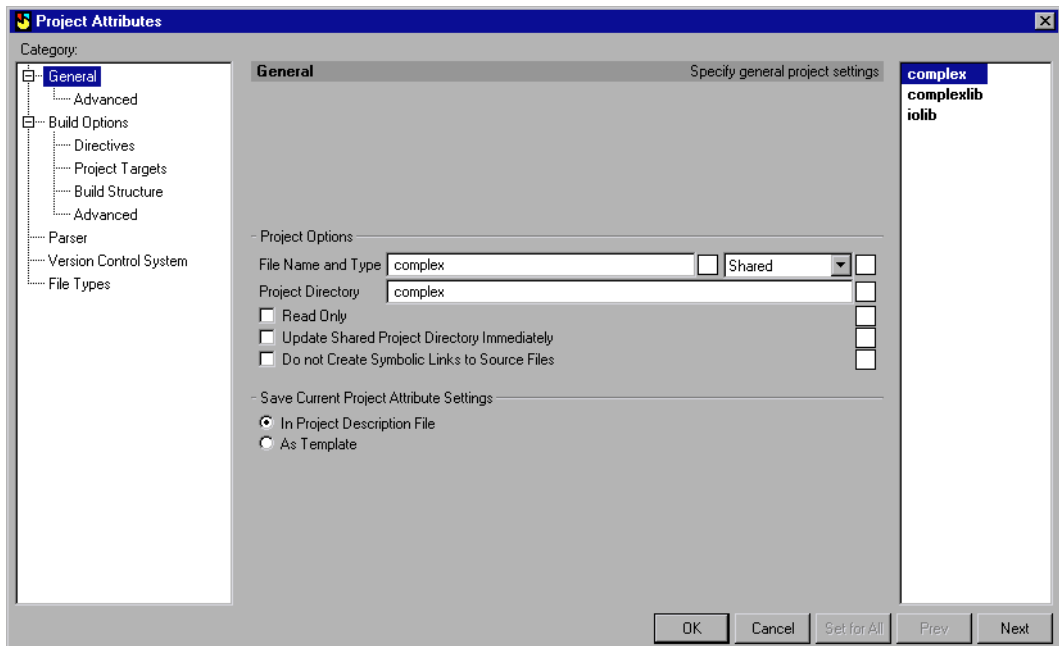 Project Attributes
Category:
General
Advanced
Build Options
Directives
Project Targets
Build Structure
Advanced
Parser
Version Control System
File Types
General Specify general project settings
Project Options
File Name and Type complex Shared
Project Directory complex
Read Only
Update Shared Project Directory Immediately
Do not Create Symbolic Links to Source Files
Save Current Project Attribute Settings
In Project Description File
As Template
complex
complexlib
iolib
OK Cancel Set for All Prev Next